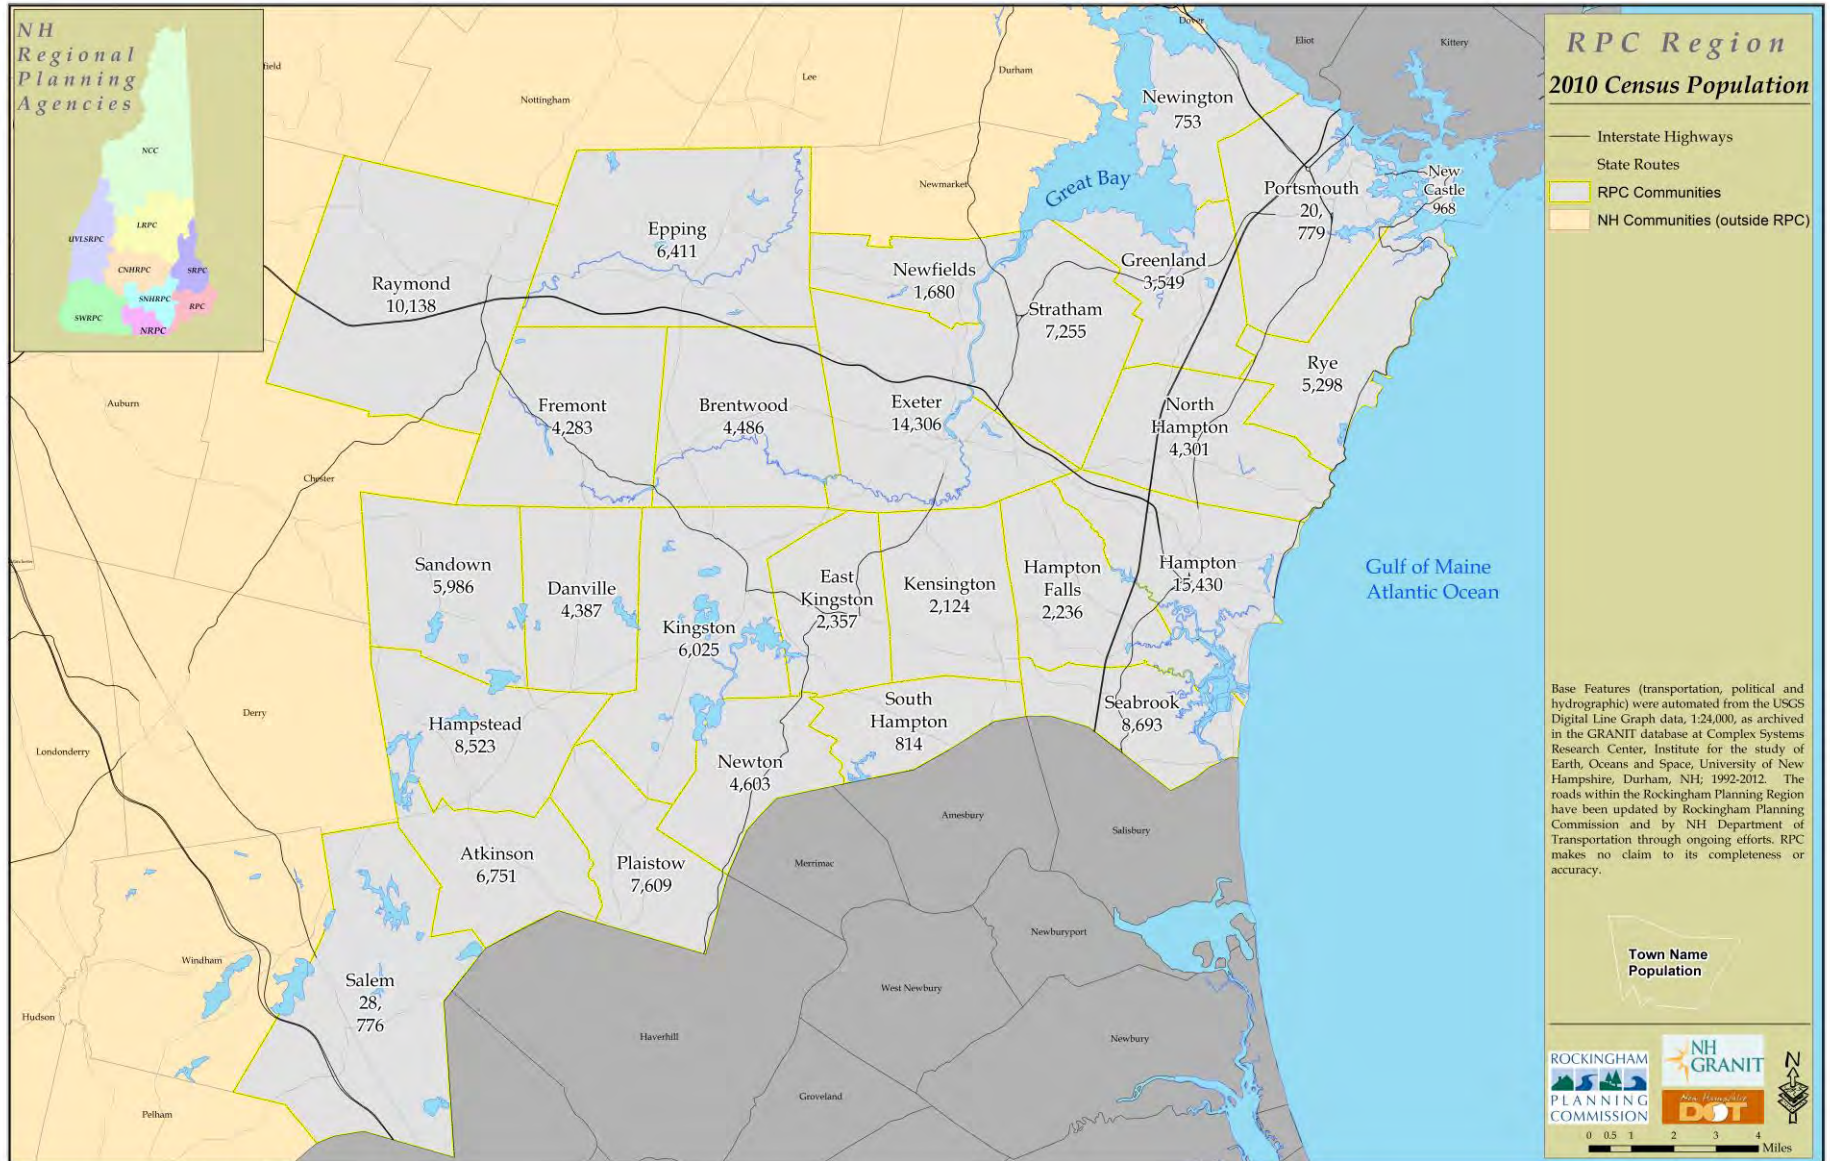 NH
Regional
Planning
Agencies
NCC
LRPC
UVLSRPC
CNHRPC
SRPC
SNHRPC
RPC
SWRPC
NRPC
RPC Region
2010 Census Population
Interstate Highways
State Routes
RPC Communities
NH Communities (outside RPC)
Dover
Eliot
Kittery
field
Nottingham
Lee
Durham
Newington
753
Newmarket
Great Bay
Portsmouth
20,
779
New
Castle
968
Epping
6,411
Raymond
10,138
Newfields
1,680
Greenland
3,549
Stratham
7,255
Rye
5,298
Auburn
Fremont
4,283
Brentwood
4,486
Exeter
14,306
North
Hampton
4,301
Chester
Sandown
5,986
Danville
4,387
Kingston
6,025
East
Kingston
2,357
Kensington
2,124
Hampton
Falls
2,236
Hampton
15,430
Gulf of Maine
Atlantic Ocean
Derry
Londonderry
Hampstead
8,523
Newton
4,603
South
Hampton
814
Seabrook
8,693
Atkinson
6,751
Plaistow
7,609
Merrimac
Amesbury
Salisbury
Windham
Salem
28,
776
Hudson
Pelham
Haverhill
West Newbury
Newburyport
Newbury
Groveland
Base Features (transportation, political and
hydrographic) were automated from the USGS
Digital Line Graph data, 1:24,000, as archived
in the GRANIT database at Complex Systems
Research Center, Institute for the study of
Earth, Oceans and Space, University of New
Hampshire, Durham, NH; 1992-2012. The
roads within the Rockingham Planning Region
have been updated by Rockingham Planning
Commission and by NH Department of
Transportation through ongoing efforts. RPC
makes no claim to its completeness or
accuracy.
Town Name
Population
ROCKINGHAM
PLANNING
COMMISSION
NH
GRANIT
New Hampshire
DOT
N
0 0.5 1 2 3 4
Miles